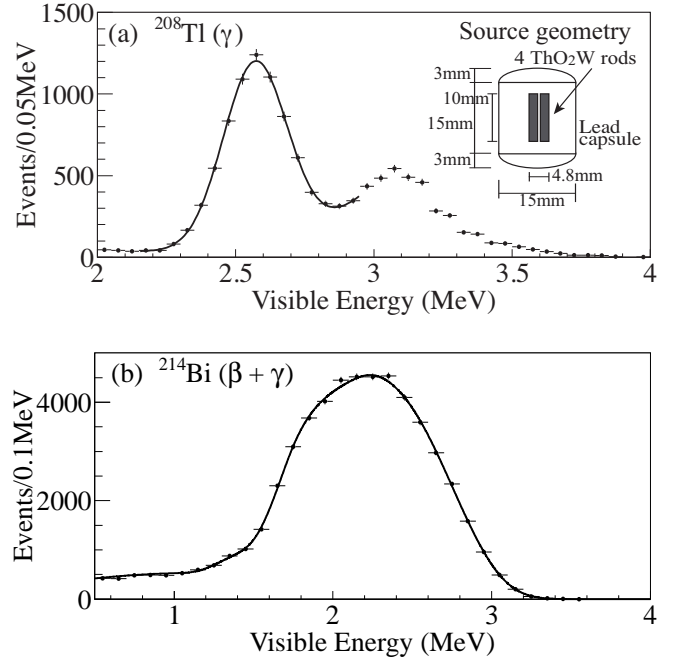 (a) ²⁰⁸Tl (γ)
Source geometry
4 ThO₂W rods
3mm
10mm
15mm
3mm
Lead
capsule
4.8mm
15mm
Events/0.05MeV
1500
1000
500
0
2 2.5 3 3.5 4
Visible Energy (MeV)
(b) ²¹⁴Bi (β + γ)
Events/0.1MeV
4000
2000
0
1 2 3 4
Visible Energy (MeV)